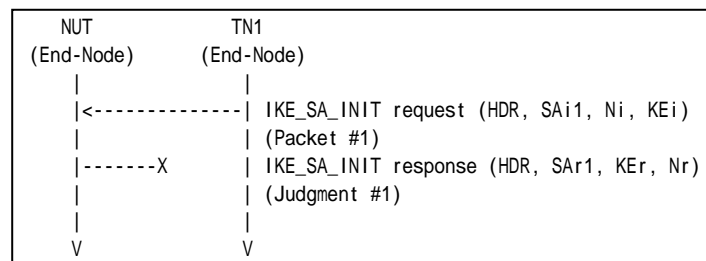 NUT TN1
(End-Node) (End-Node)
| |
|<--------------| IKE_SA_INIT request (HDR, SAi1, Ni, KEi)
| | (Packet #1)
|-------X | IKE_SA_INIT response (HDR, SAr1, KEr, Nr)
| | (Judgment #1)
| |
V V